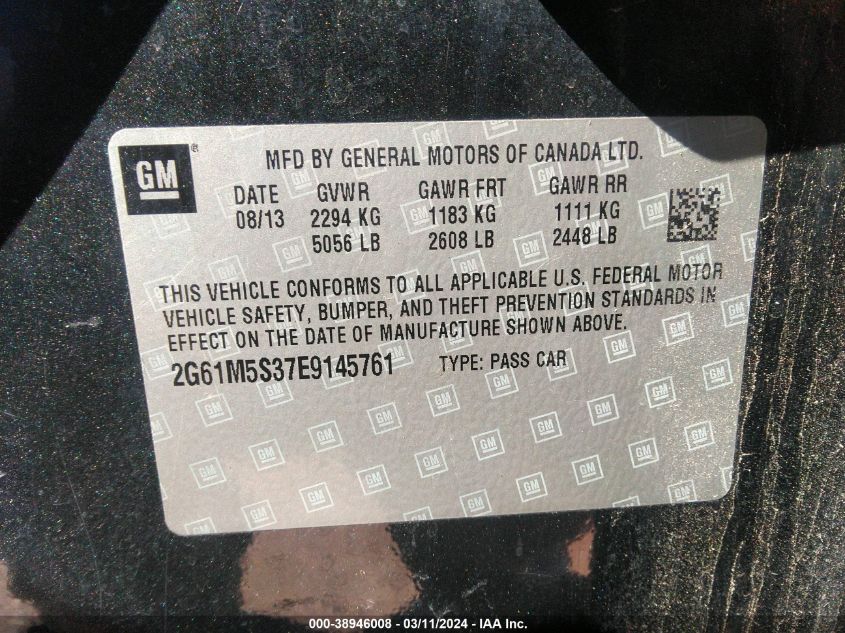 GM ®
MFD BY GENERAL MOTORS OF CANADA LTD.
DATE GVWR GAWR FRT GAWR RR
08/13 2294 KG 1183 KG 1111 KG
5056 LB 2608 LB 2448 LB
THIS VEHICLE CONFORMS TO ALL APPLICABLE U.S. FEDERAL MOTOR
VEHICLE SAFETY, BUMPER, AND THEFT PREVENTION STANDARDS IN
EFFECT ON THE DATE OF MANUFACTURE SHOWN ABOVE.
2G61M5S37E9145761 TYPE: PASS CAR
000-38946008 - 03/11/2024 - IAA Inc.